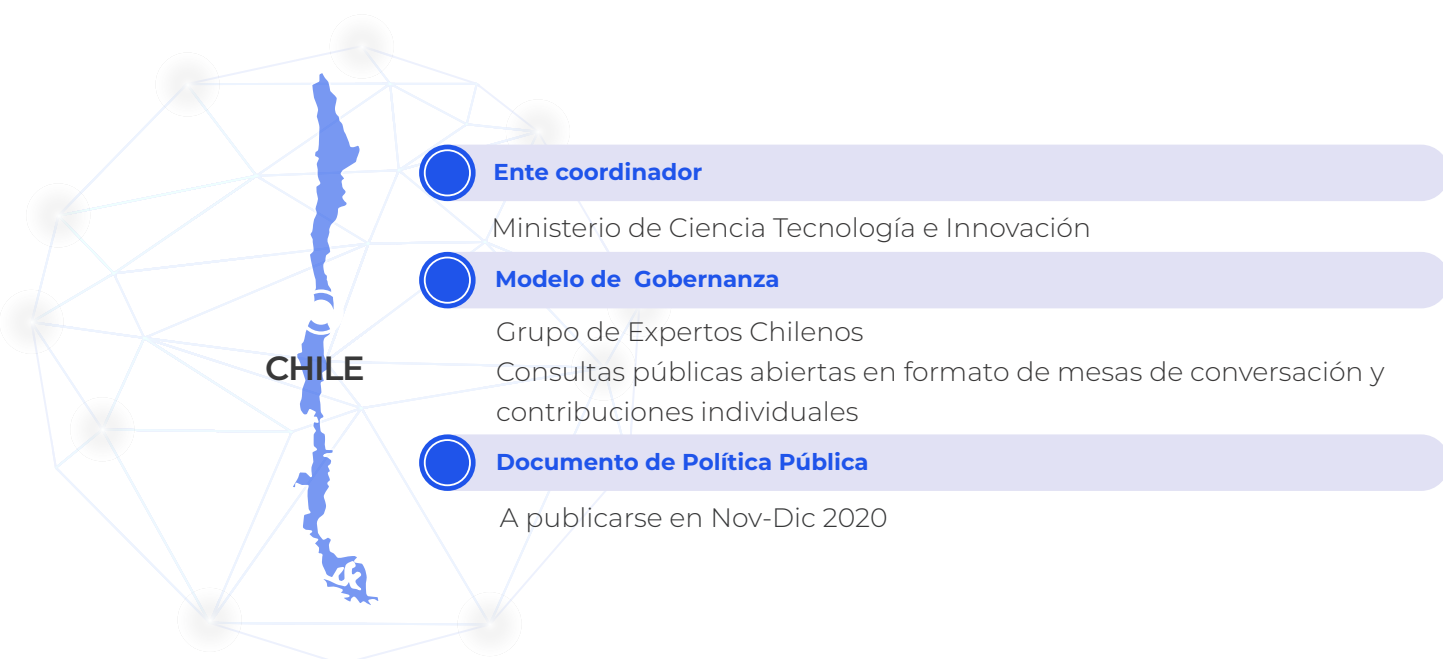 Ente coordinador
Ministerio de Ciencia Tecnología e Innovación
Modelo de Gobernanza
Grupo de Expertos Chilenos
CHILE
Consultas públicas abiertas en formato de mesas de conversación y
contribuciones individuales
Documento de Política Pública
A publicarse en Nov-Dic 2020